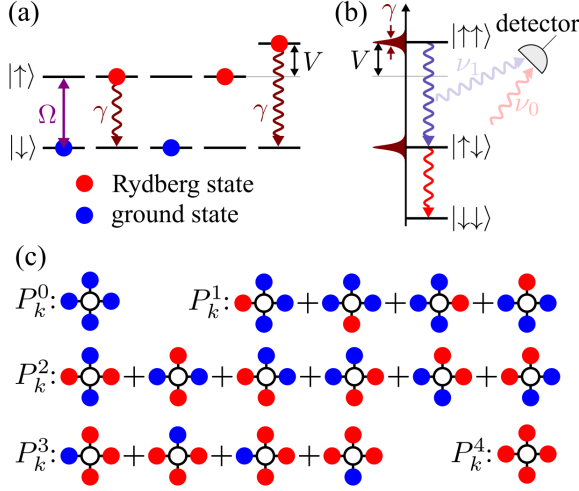 (a)
(b)
detector
|↑⟩
Ω
γ
γ
V
|↓⟩
γ
V
|↑↑⟩
ν₁
ν₀
|↑↓⟩
|↓↓⟩
Rydberg state
ground state
(c)
P_k^0:
P_k^1: + + +
P_k^2: + + + + +
P_k^3: + + +
P_k^4: